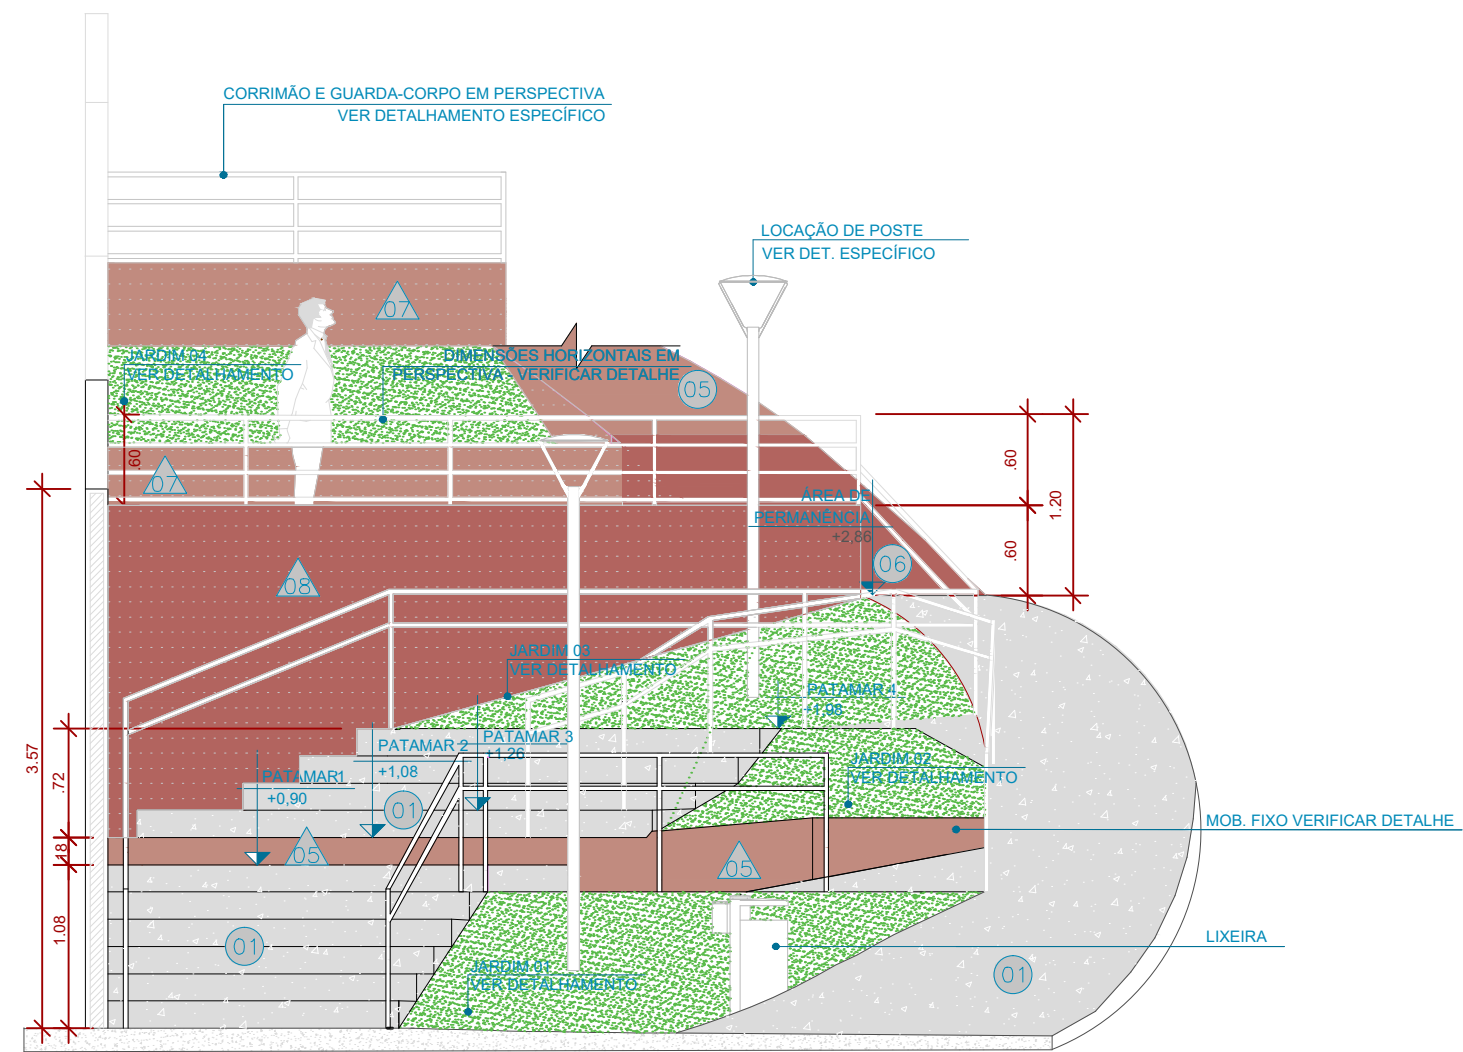 CORRIMÃO E GUARDA-CORPO EM PERSPECTIVA
VER DETALHAMENTO ESPECÍFICO
LOCAÇÃO DE POSTE
VER DET. ESPECÍFICO
07
JARDIM 04
VER DETALHAMENTO
DIMENSÕES HORIZONTAIS EM
PERSPECTIVA - VERIFICAR DETALHE
05
.60
07
ÁREA DE
PERMANÊNCIA
+2,86
.60
1.20
.60
06
08
JARDIM 03
VER DETALHAMENTO
PATAMAR 4
+1,98
PATAMAR 3
+1,26
PATAMAR 2
+1,08
PATAMAR1
+0,90
3.57
.72
.18
1.08
JARDIM 02
VER DETALHAMENTO
01
05
05
MOB. FIXO VERIFICAR DETALHE
LIXEIRA
01
01
JARDIM 01
VER DETALHAMENTO